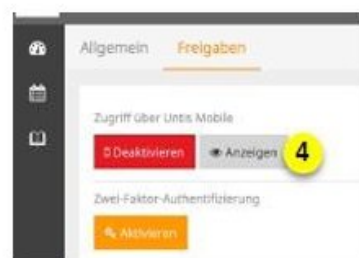 Allgemein Freigaben
Zugriff über Untis Mobile
Deaktivieren Anzeigen 4
Zwei-Faktor-Authentifizierung
Aktivieren